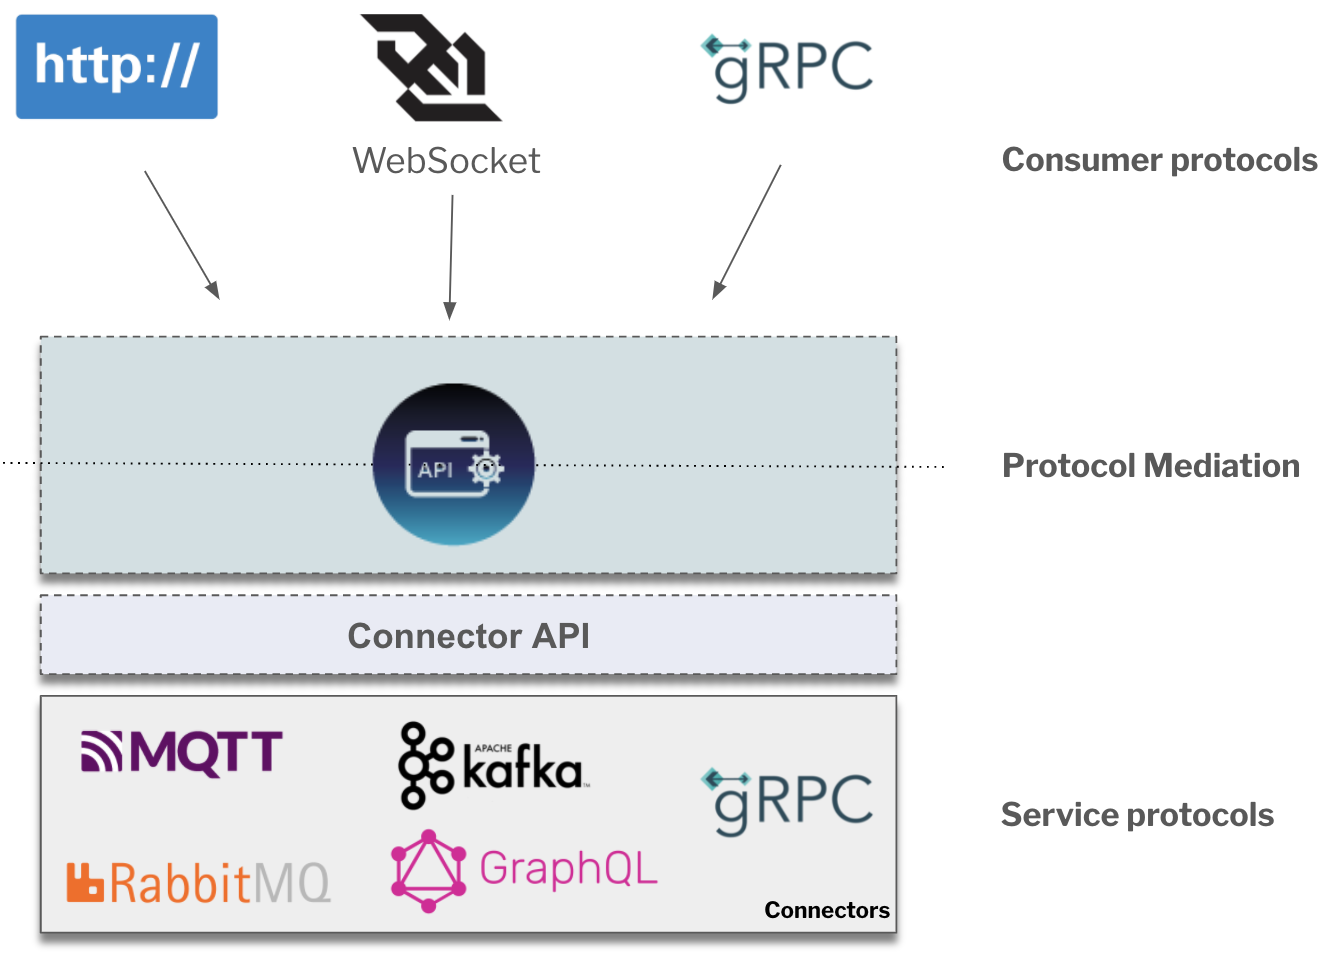 http://
WebSocket
gRPC
Consumer protocols
API
Protocol Mediation
Connector API
MQTT
APACHE
kafka
TM
gRPC
Service protocols
RabbitMQ
GraphQL
Connectors